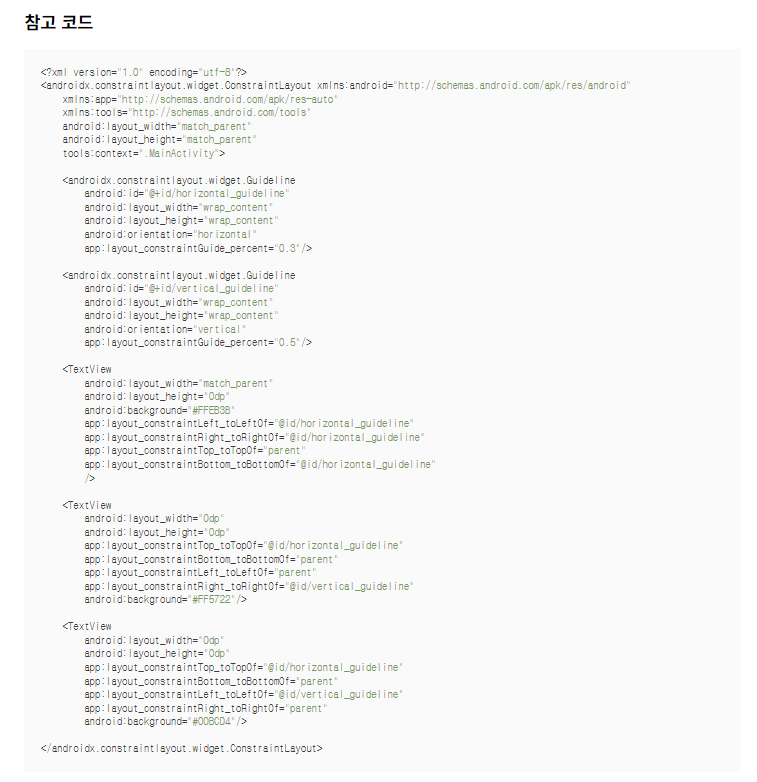 참고 코드
<?xml version="1.0" encoding="utf-8"?>
<androidx.constraintlayout.widget.ConstraintLayout xmlns:android="http://schemas.android.com/apk/res/android"
    xmlns:app="http://schemas.android.com/apk/res-auto"
    xmlns:tools="http://schemas.android.com/tools"
    android:layout_width="match_parent"
    android:layout_height="match_parent"
    tools:context=".MainActivity">

    <androidx.constraintlayout.widget.Guideline
        android:id="@+id/horizontal_guideline"
        android:layout_width="wrap_content"
        android:layout_height="wrap_content"
        android:orientation="horizontal"
        app:layout_constraintGuide_percent="0.3"/>

    <androidx.constraintlayout.widget.Guideline
        android:id="@+id/vertical_guideline"
        android:layout_width="wrap_content"
        android:layout_height="wrap_content"
        android:orientation="vertical"
        app:layout_constraintGuide_percent="0.5"/>

    <TextView
        android:layout_width="match_parent"
        android:layout_height="0dp"
        android:background="#FFEB3B"
        app:layout_constraintLeft_toLeftOf="@id/horizontal_guideline"
        app:layout_constraintRight_toRightOf="@id/horizontal_guideline"
        app:layout_constraintTop_toTopOf="parent"
        app:layout_constraintBottom_toBottomOf="@id/horizontal_guideline"
        />

    <TextView
        android:layout_width="0dp"
        android:layout_height="0dp"
        app:layout_constraintTop_toTopOf="@id/horizontal_guideline"
        app:layout_constraintBottom_toBottomOf="parent"
        app:layout_constraintLeft_toLeftOf="parent"
        app:layout_constraintRight_toRightOf="@id/vertical_guideline"
        android:background="#FF5722"/>

    <TextView
        android:layout_width="0dp"
        android:layout_height="0dp"
        app:layout_constraintTop_toTopOf="@id/horizontal_guideline"
        app:layout_constraintBottom_toBottomOf="parent"
        app:layout_constraintLeft_toLeftOf="@id/vertical_guideline"
        app:layout_constraintRight_toRightOf="parent"
        android:background="#00BCD4"/>

</androidx.constraintlayout.widget.ConstraintLayout>